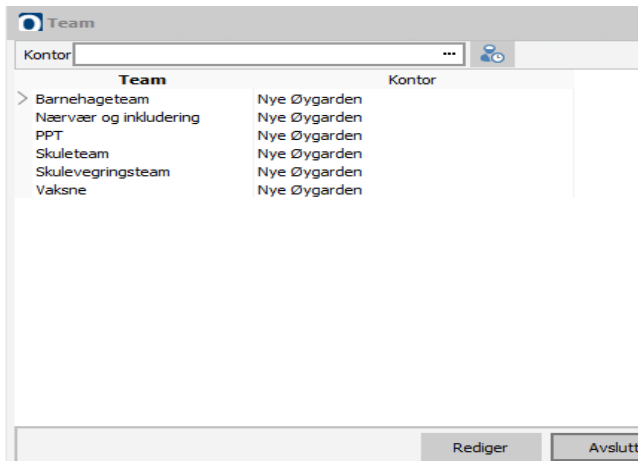 Team
Kontor ...
Team Kontor
Barnehageteam Nye Øygarden
Nærvær og inkludering Nye Øygarden
PPT Nye Øygarden
Skuleteam Nye Øygarden
Skulevegringsteam Nye Øygarden
Vaksne Nye Øygarden
Rediger Avslutt